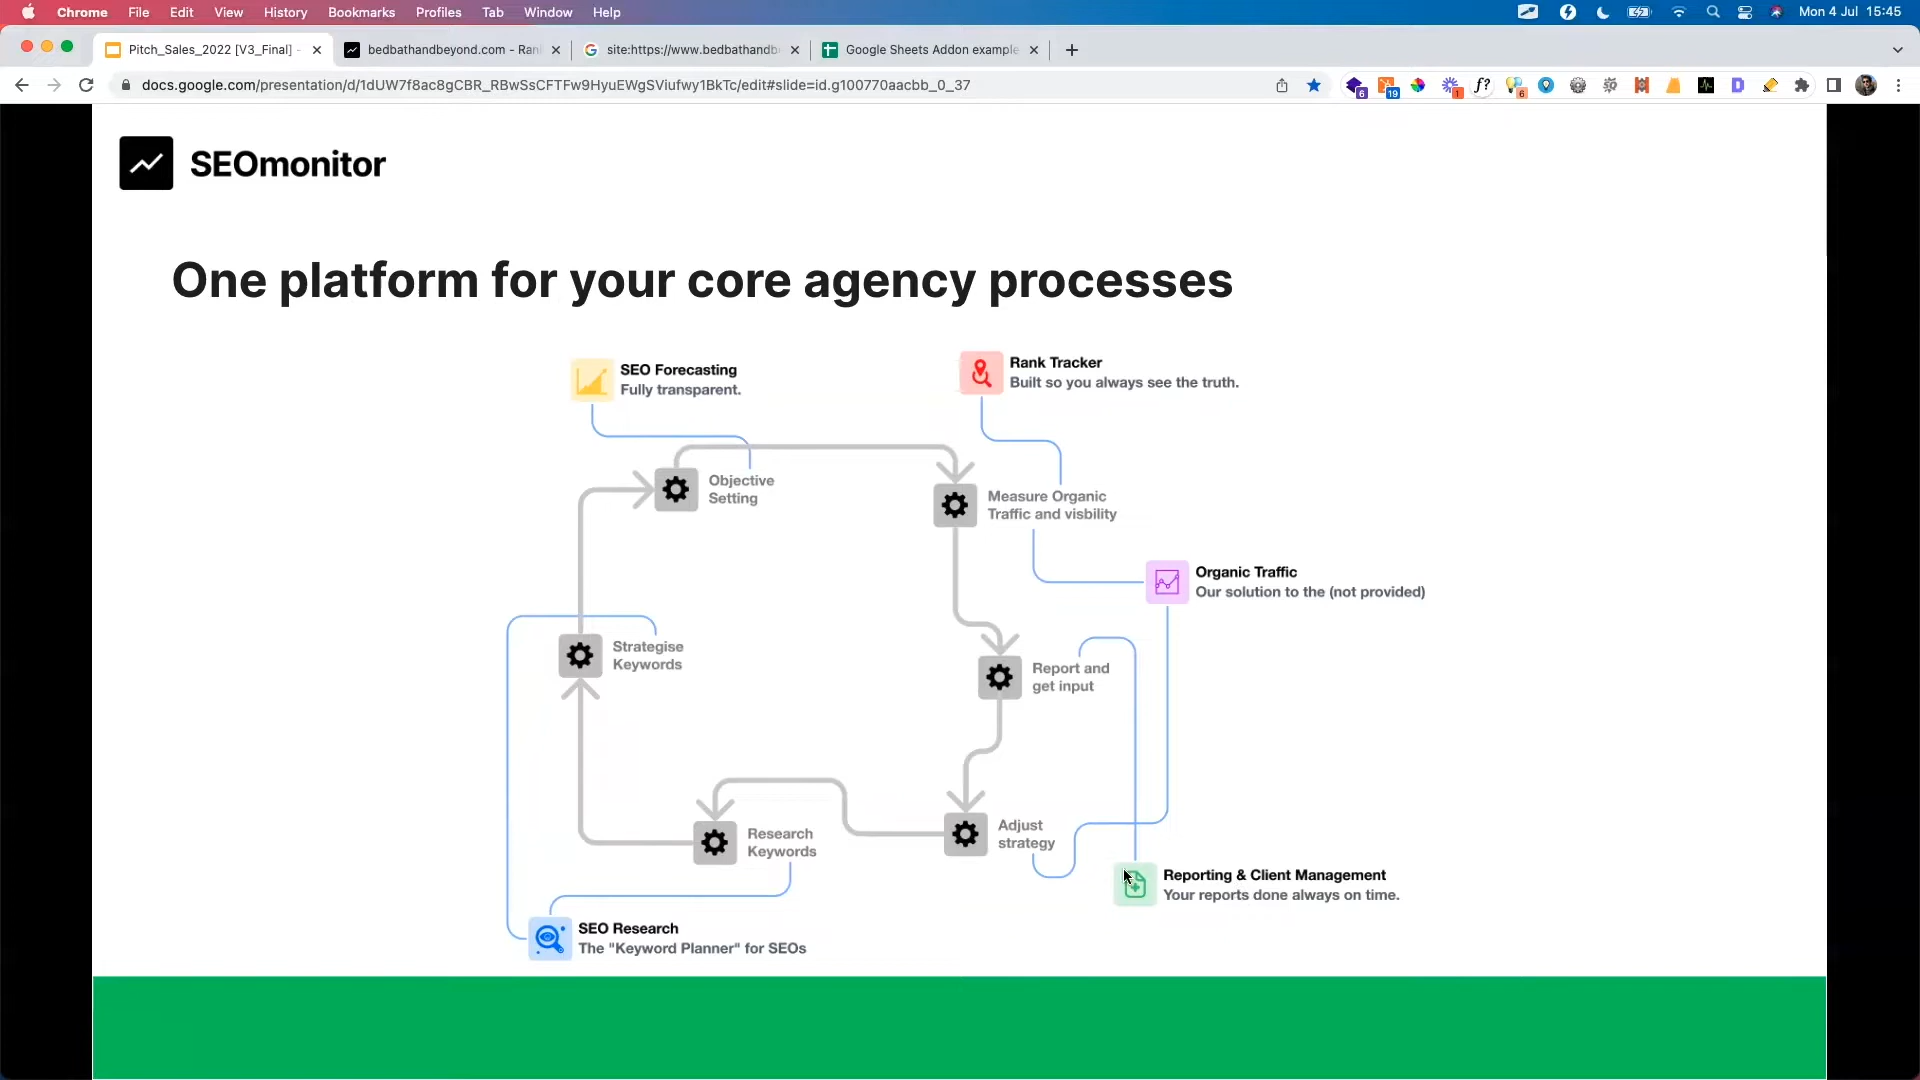 Chrome File Edit View History Bookmarks Profiles Tab Window Help
Mon 4 Jul 15:45
Pitch_Sales_2022 [V3_Final] -
bedbathandbeyond.com - Ran
site:https://www.bedbathandb
Google Sheets Addon example
docs.google.com/presentation/d/1dUW7f8ac8gCBR_RBwSsCFTFw9HyuEWgSViufwy1BkTc/edit#slide=id.g100770aacbb_0_37
6
19
1
f?
6
SEOmonitor
One platform for your core agency processes
SEO Forecasting
Fully transparent.
Rank Tracker
Built so you always see the truth.
Objective
Setting
Measure Organic
Traffic and visbility
Organic Traffic
Our solution to the (not provided)
Strategise
Keywords
Report and
get input
Research
Keywords
Adjust
strategy
Reporting & Client Management
Your reports done always on time.
SEO Research
The "Keyword Planner" for SEOs